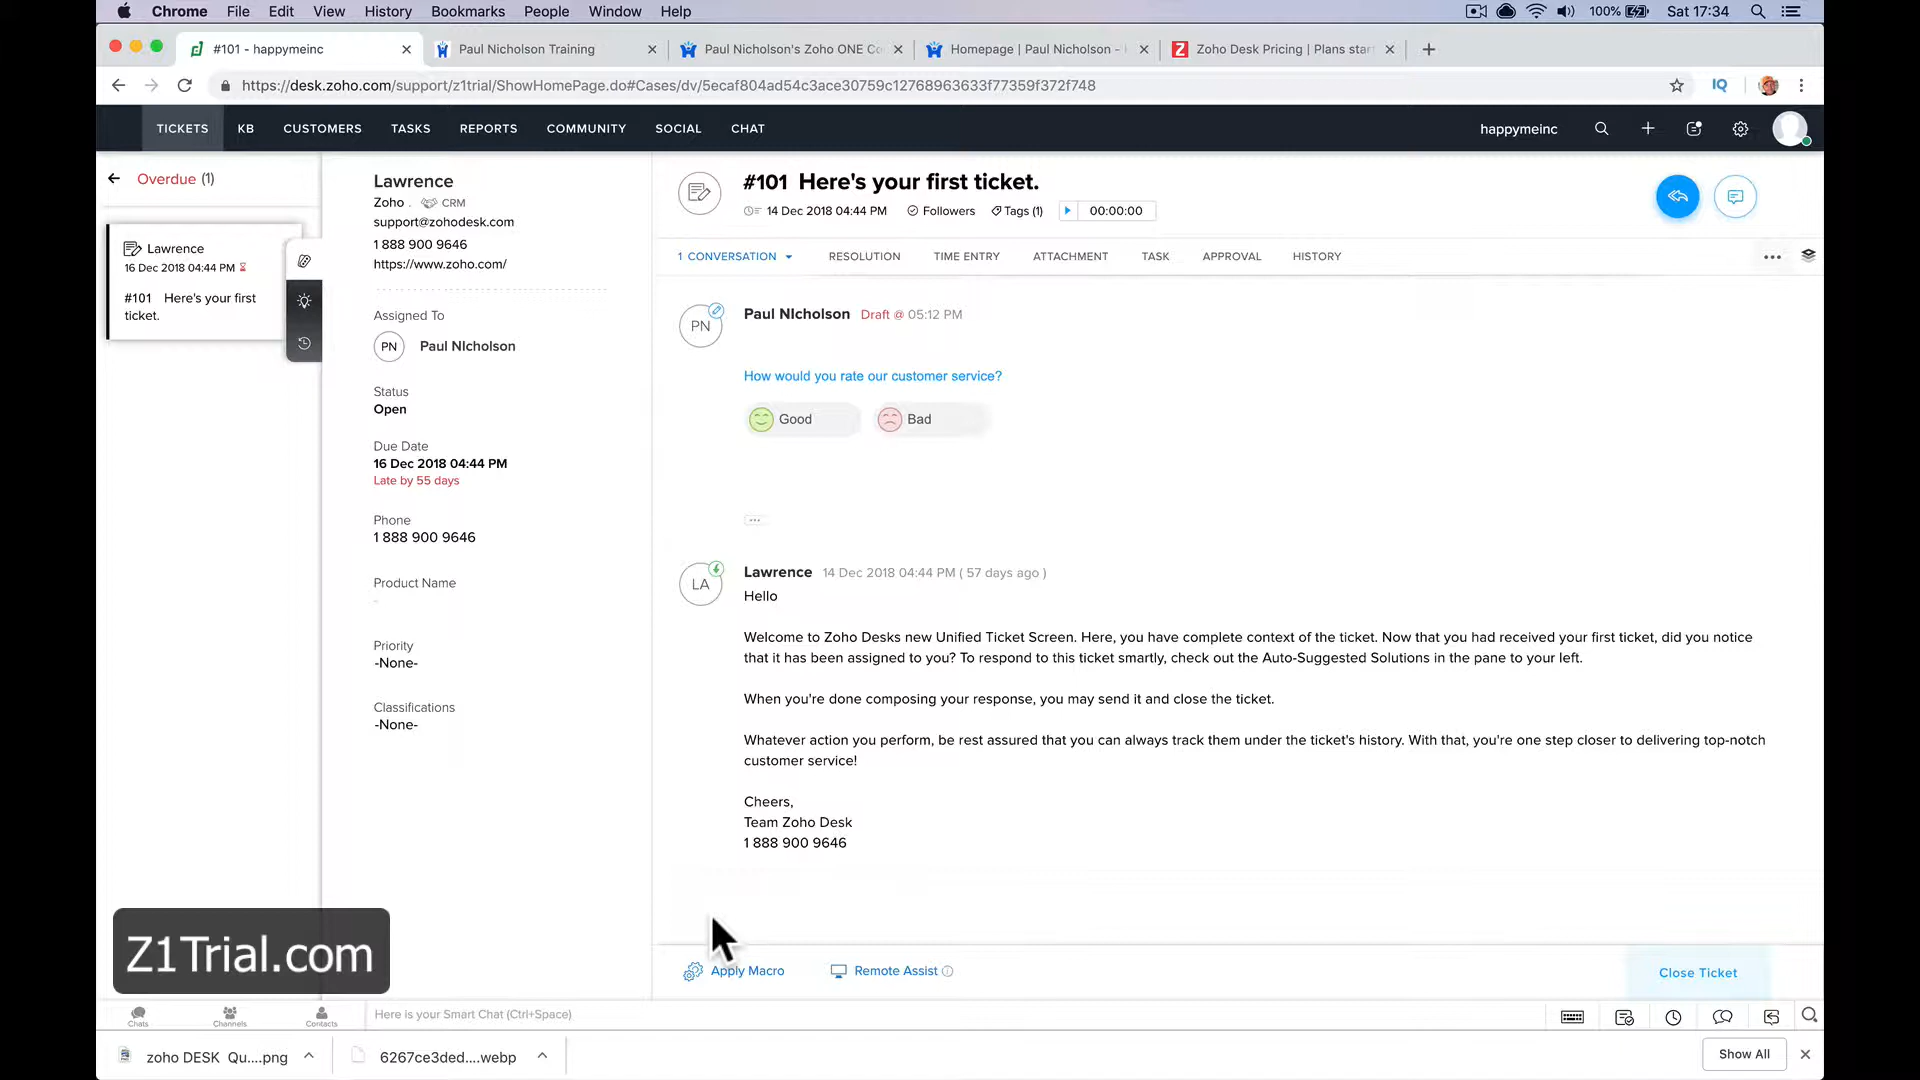 Chrome File Edit View History Bookmarks People Window Help 100% Sat 17:34
#101 - happymeinc Paul Nicholson Training Paul Nicholson's Zoho ONE Co Homepage | Paul Nicholson - Zoho Desk Pricing | Plans star
https://desk.zoho.com/support/z1trial/ShowHomePage.do#Cases/dv/5ecaf804ad54c3ace30759c12768963633f77359f372f748 IQ
TICKETS KB CUSTOMERS TASKS REPORTS COMMUNITY SOCIAL CHAT happymeinc
Overdue (1)
Lawrence
16 Dec 2018 04:44 PM
#101 Here's your first
ticket.
Lawrence
Zoho . CRM
support@zohodesk.com
1 888 900 9646
https://www.zoho.com/
Assigned To
PN Paul NIcholson
Status
Open
Due Date
16 Dec 2018 04:44 PM
Late by 55 days
Phone
1 888 900 9646
Product Name
-
Priority
-None-
Classifications
-None-
#101 Here's your first ticket.
14 Dec 2018 04:44 PM Followers Tags (1) 00:00:00
1 CONVERSATION RESOLUTION TIME ENTRY ATTACHMENT TASK APPROVAL HISTORY
PN Paul NIcholson Draft @ 05:12 PM
How would you rate our customer service?
Good Bad
LA Lawrence 14 Dec 2018 04:44 PM ( 57 days ago )
Hello
Welcome to Zoho Desks new Unified Ticket Screen. Here, you have complete context of the ticket. Now that you had received your first ticket, did you notice
that it has been assigned to you? To respond to this ticket smartly, check out the Auto-Suggested Solutions in the pane to your left.
When you're done composing your response, you may send it and close the ticket.
Whatever action you perform, be rest assured that you can always track them under the ticket's history. With that, you're one step closer to delivering top-notch
customer service!
Cheers,
Team Zoho Desk
1 888 900 9646
Z1Trial.com
Apply Macro Remote Assist Close Ticket
Chats Channels Contacts Here is your Smart Chat (Ctrl+Space)
zoho DESK Qu....png 6267ce3ded....webp Show All